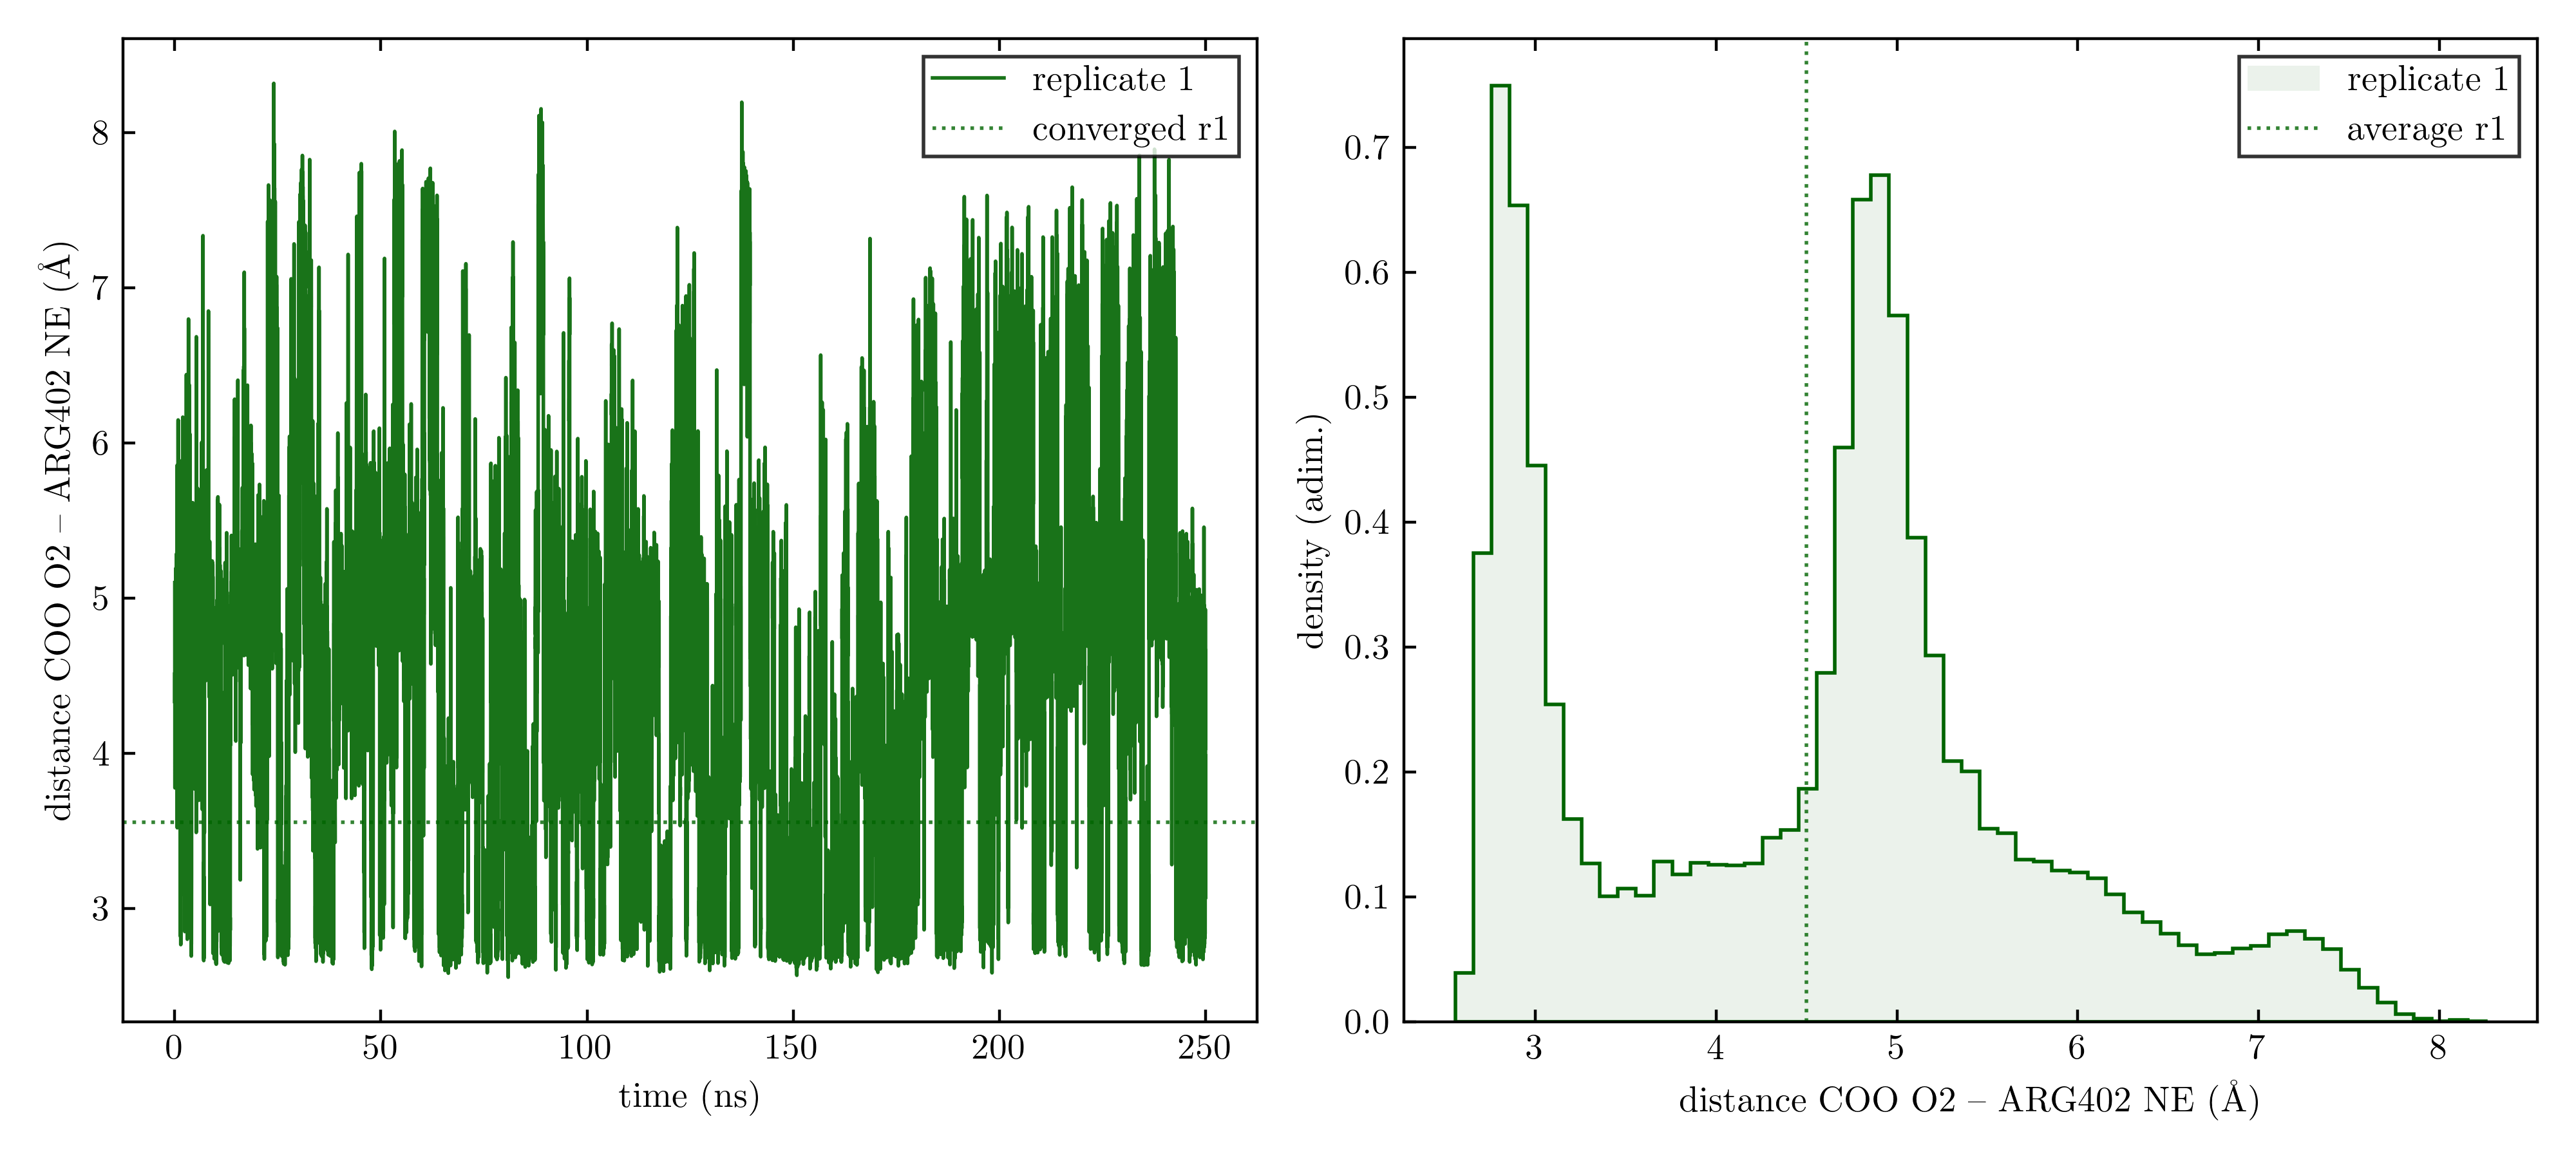 replicate 1
converged r1
8
7
6
5
4
3
distance COO O2 – ARG402 NE (Å)
0 50 100 150 200 250
time (ns)
replicate 1
average r1
0.7
0.6
0.5
0.4
0.3
0.2
0.1
0.0
density (adim.)
3 4 5 6 7 8
distance COO O2 – ARG402 NE (Å)